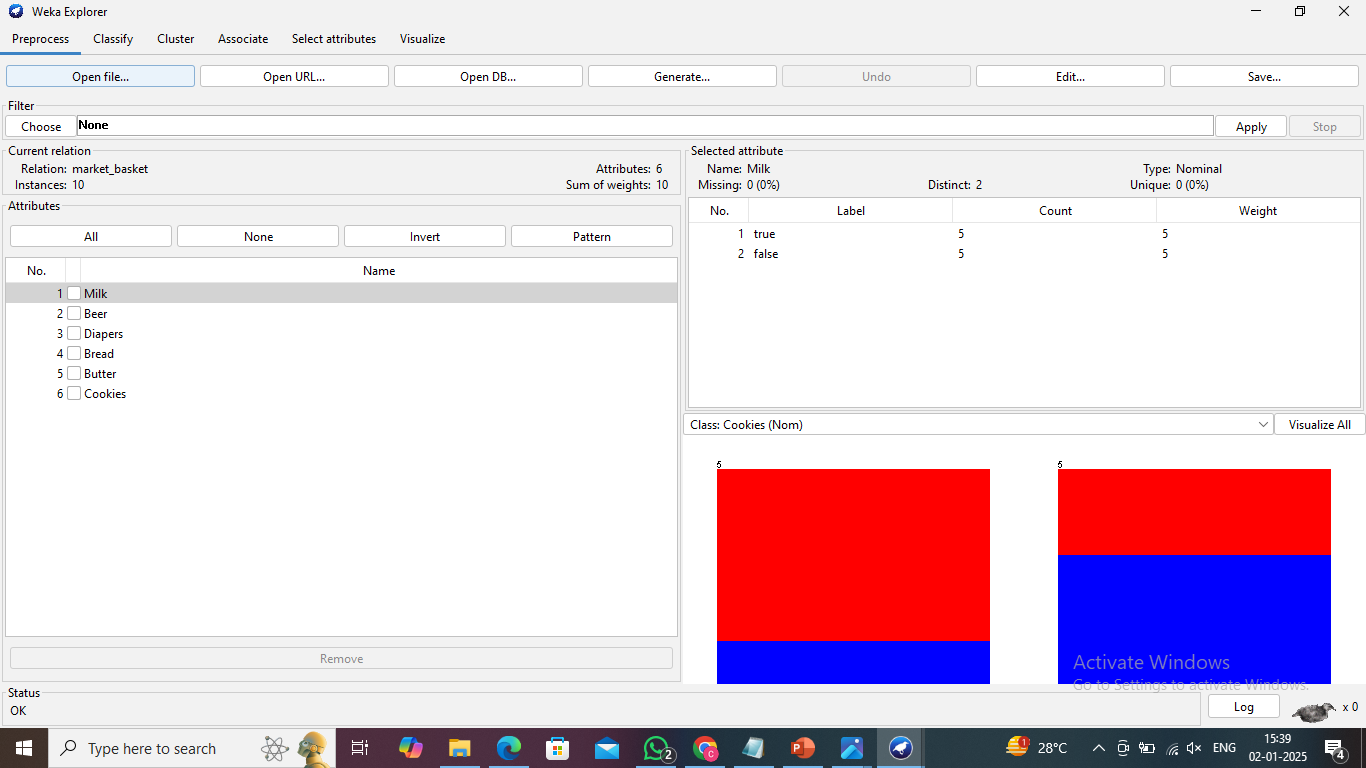 Weka Explorer
Preprocess Classify Cluster Associate Select attributes Visualize
Open file... Open URL... Open DB... Generate... Undo Edit... Save...
Filter
Choose None Apply Stop
Current relation
Relation: market_basket Attributes: 6
Instances: 10 Sum of weights: 10
Attributes
All None Invert Pattern
No. Name
1 Milk
2 Beer
3 Diapers
4 Bread
5 Butter
6 Cookies
Remove
Selected attribute
Name: Milk Type: Nominal
Missing: 0 (0%) Distinct: 2 Unique: 0 (0%)
No. Label Count Weight
1 true 5 5
2 false 5 5
Class: Cookies (Nom) Visualize All
5 5
Activate Windows
Go to Settings to activate Windows.
Status
OK
Log x 0
Type here to search
2
C
P
1
28°C
ENG
15:39
02-01-2025
4